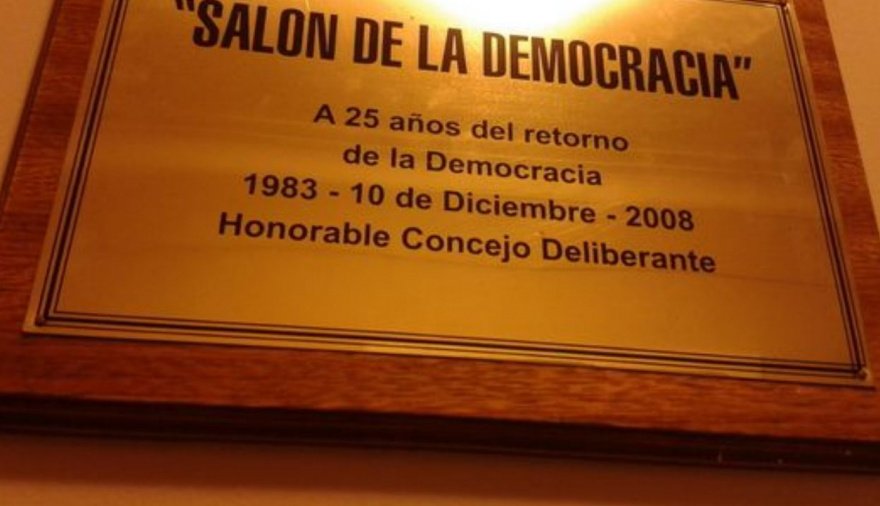 "SALON DE LA DEMOCRACIA"
A 25 años del retorno
de la Democracia
1983 - 10 de Diciembre - 2008
Honorable Concejo Deliberante